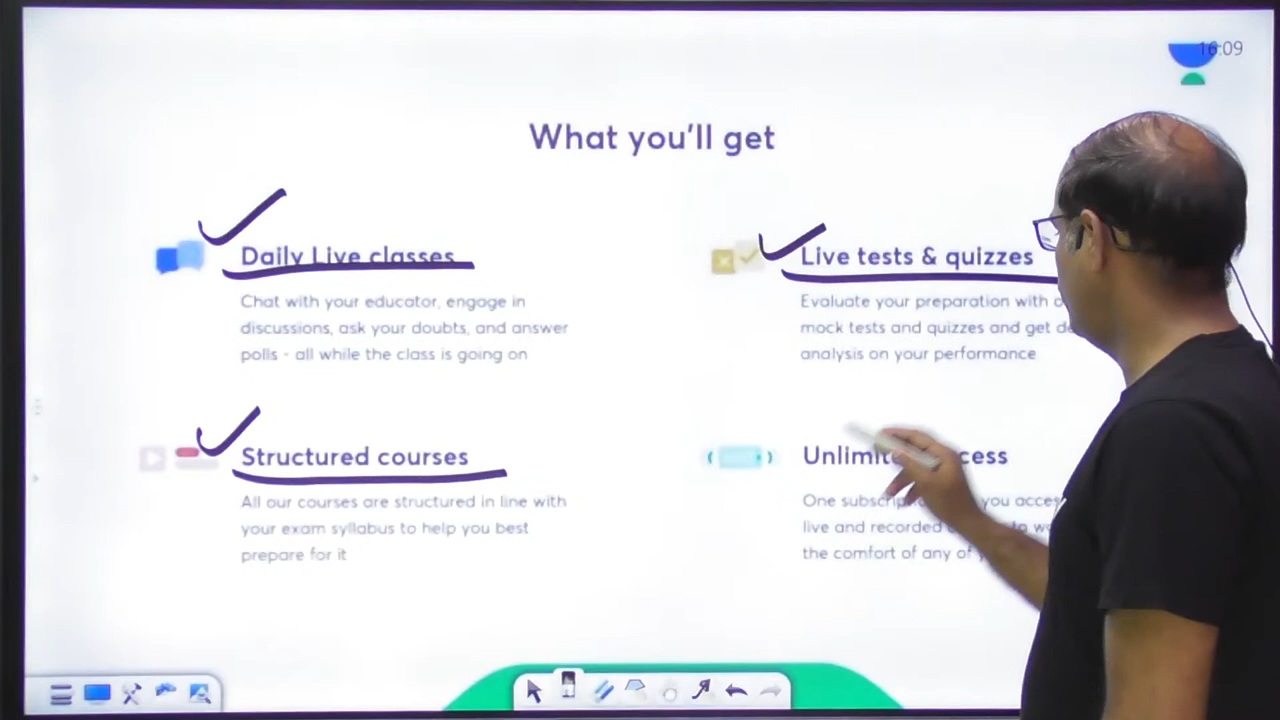 16:09
What you'll get
Daily Live classes
Chat with your educator, engage in
discussions, ask your doubts, and answer
polls - all while the class is going on
Live tests & quizzes
Evaluate your preparation with
mock tests and quizzes and get
analysis on your performance
Structured courses
All our courses are structured in line with
your exam syllabus to help you best
prepare for it
One you
live and recorded
the comfort of any of